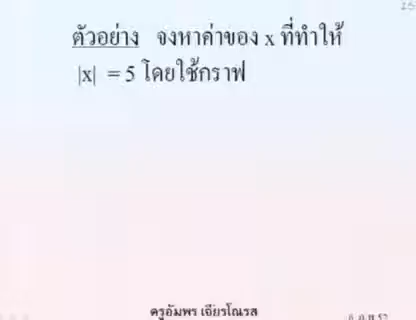 ตัวอย่าง จงหาค่าของ x ที่ทำให้
|x| = 5 โดยใช้กราฟ
ครูอัมพร เจียรโณรส